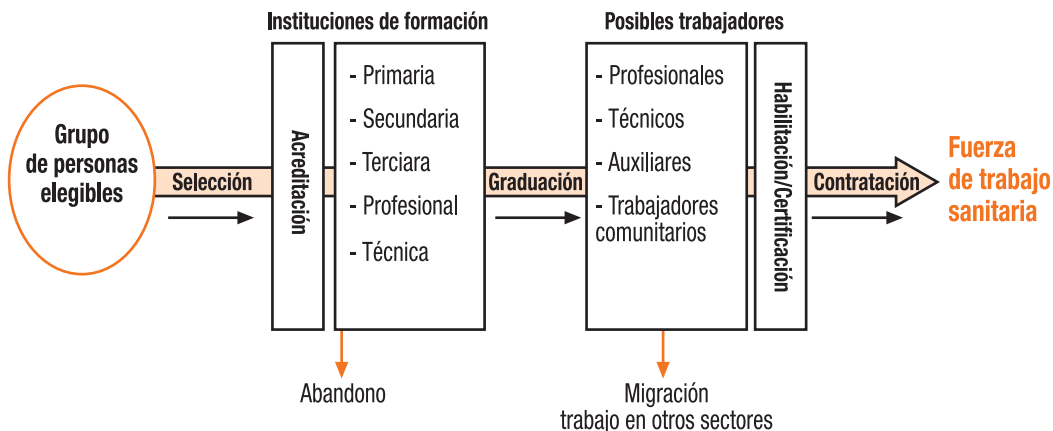 Instituciones de formación
Posibles trabajadores
Grupo
de personas
elegibles
Selección
Acreditación
- Primaria
- Secundaria
- Terciara
- Profesional
- Técnica
Graduación
- Profesionales
- Técnicos
- Auxiliares
- Trabajadores
comunitarios
Habilitación/Certificación
Contratación
Fuerza
de trabajo
sanitaria
Abandono
Migración
trabajo en otros sectores